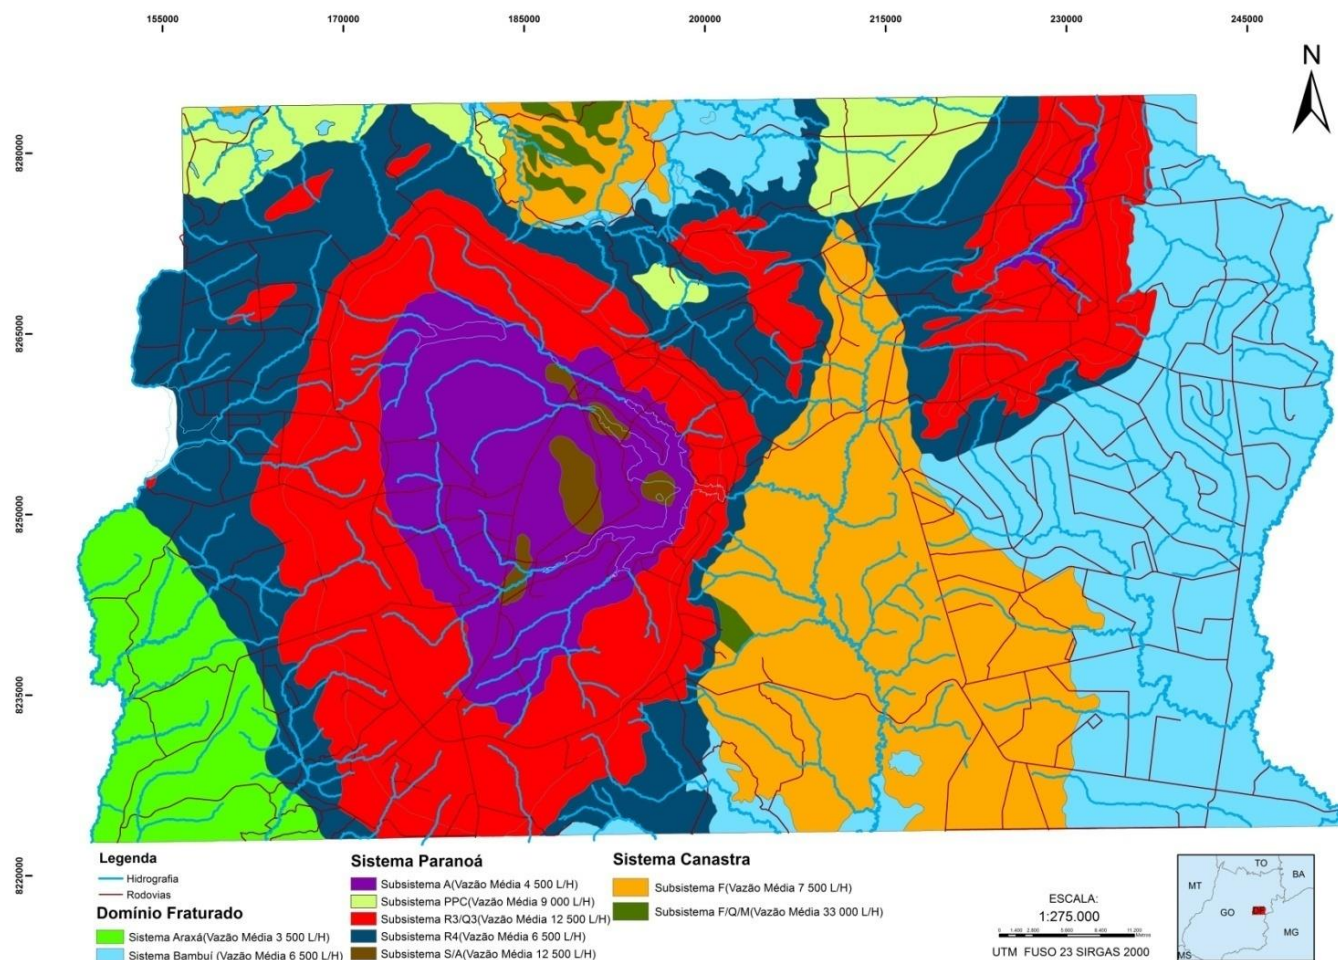 155000 170000 185000 200000 215000 230000 245000
N
8280000
8265000
8250000
8235000
8220000
Legenda
Hidrografia
Rodovias
Domínio Fraturado
Sistema Araxá(Vazão Média 3 500 L/H)
Sistema Bambuí (Vazão Média 6 500 L/H)
Sistema Paranoá
Subsistema A(Vazão Média 4 500 L/H)
Subsistema PPC(Vazão Média 9 000 L/H)
Subsistema R3/Q3(Vazão Média 12 500 L/H)
Subsistema R4(Vazão Média 6 500 L/H)
Subsistema S/A(Vazão Média 12 500 L/H)
Sistema Canastra
Subsistema F(Vazão Média 7 500 L/H)
Subsistema F/Q/M(Vazão Média 33 000 L/H)
ESCALA:
1:275.000
UTM FUSO 23 SIRGAS 2000
TO
MT
BA
GO
DF
MG
MS